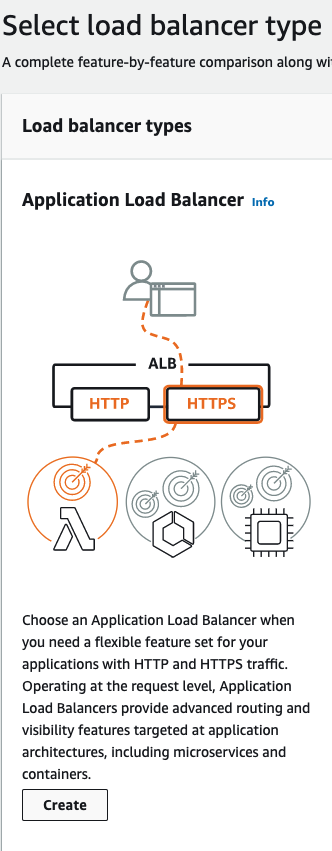 Select load balancer type
A complete feature-by-feature comparison along wi
Load balancer types
Application Load Balancer Info
ALB
HTTP HTTPS
Choose an Application Load Balancer when
you need a flexible feature set for your
applications with HTTP and HTTPS traffic.
Operating at the request level, Application
Load Balancers provide advanced routing and
visibility features targeted at application
architectures, including microservices and
containers.
Create